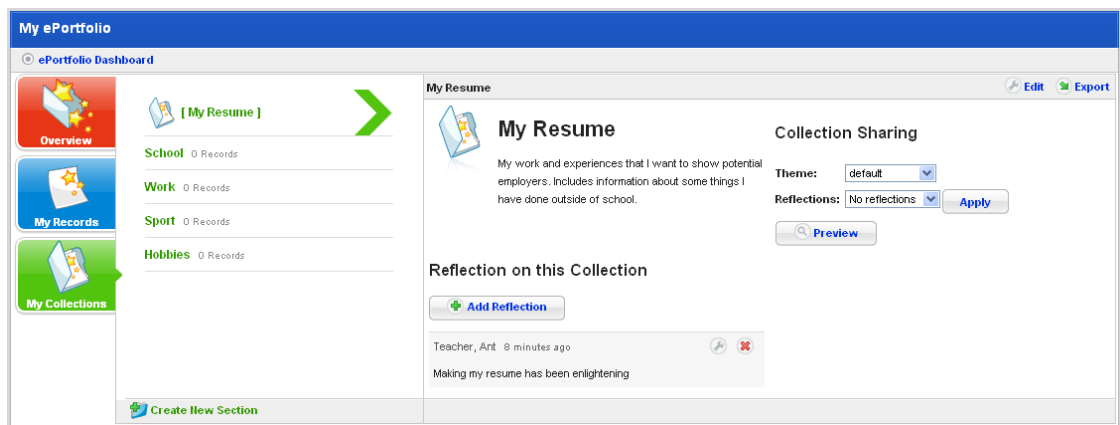 My ePortfolio
ePortfolio Dashboard
Overview
My Records
My Collections
[ My Resume ]
School 0 Records
Work 0 Records
Sport 0 Records
Hobbies 0 Records
Create New Section
My Resume
Edit
Export
My Resume
My work and experiences that I want to show potential
employers. Includes information about some things I
have done outside of school.
Collection Sharing
Theme: default
Reflections: No reflections Apply
Preview
Reflection on this Collection
Add Reflection
Teacher, Ant 8 minutes ago
Making my resume has been enlightening